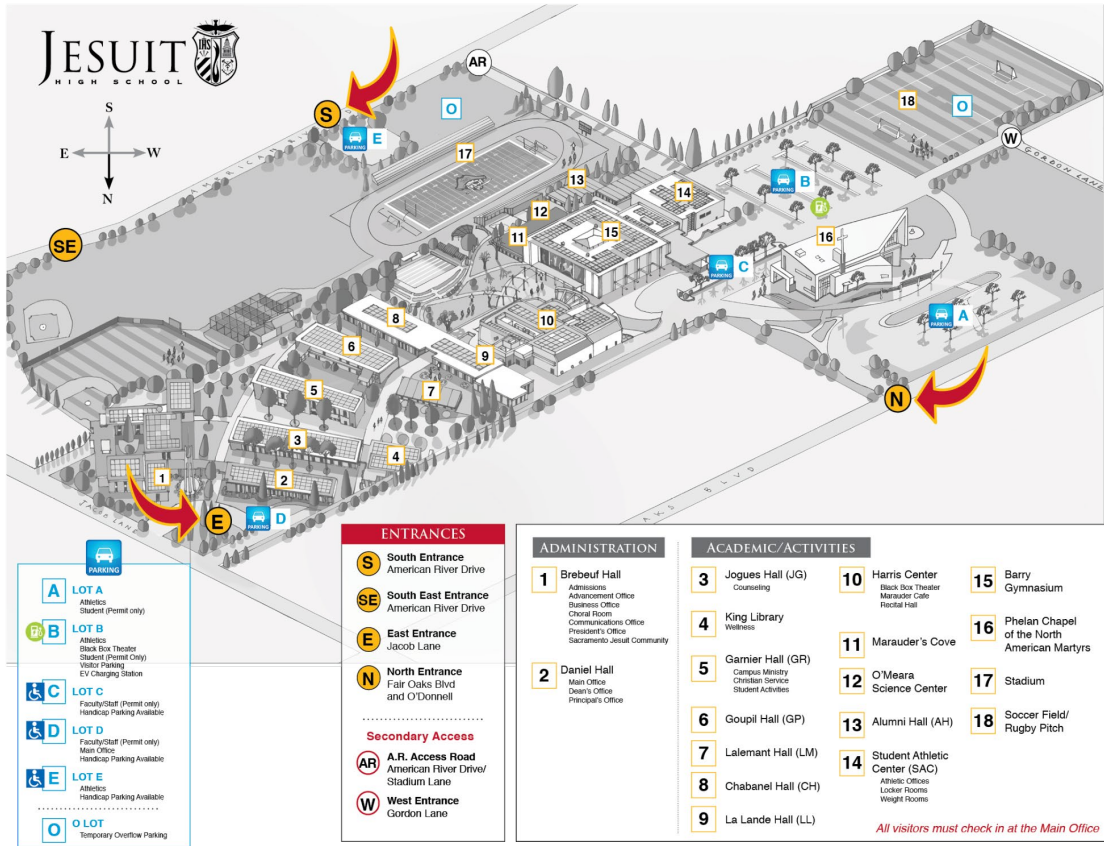 JESUIT
HIGH SCHOOL
IHS
S
E
W
N
AR
S
PARKING
E
O
17
18
O
W
GORDON LANE
SE
13
14
PARKING
B
12
11
15
16
PARKING
C
10
PARKING
A
8
9
6
7
5
N
3
4
2
1
E
PARKING
D
JACOB LANE
OAKS BLVD
PARKING
A
LOT A
Athletics
Student (Permit only)
B
LOT B
Athletics
Black Box Theater
Student (Permit Only)
Visitor Parking
EV Charging Station
C
LOT C
Faculty/Staff (Permit only)
Handicap Parking Available
D
LOT D
Faculty/Staff (Permit only)
Main Office
Handicap Parking Available
E
LOT E
Athletics
Handicap Parking Available
O
O LOT
Temporary Overflow Parking
ENTRANCES
S
South Entrance
American River Drive
SE
South East Entrance
American River Drive
E
East Entrance
Jacob Lane
N
North Entrance
Fair Oaks Blvd
and O'Donnell
Secondary Access
AR
A.R. Access Road
American River Drive/
Stadium Lane
W
West Entrance
Gordon Lane
ADMINISTRATION
1
Brebeuf Hall
Admissions
Advancement Office
Business Office
Choral Room
Communications Office
President's Office
Sacramento Jesuit Community
2
Daniel Hall
Main Office
Dean's Office
Principal's Office
ACADEMIC/ACTIVITIES
3
Jogues Hall (JG)
Counseling
4
King Library
Wellness
5
Garnier Hall (GR)
Campus Ministry
Christian Service
Student Activities
6
Goupil Hall (GP)
7
Lalemant Hall (LM)
8
Chabanel Hall (CH)
9
La Lande Hall (LL)
10
Harris Center
Black Box Theater
Marauder Cafe
Recital Hall
11
Marauder's Cove
12
O'Meara
Science Center
13
Alumni Hall (AH)
14
Student Athletic
Center (SAC)
Athletic Offices
Locker Rooms
Weight Rooms
15
Barry
Gymnasium
16
Phelan Chapel
of the North
American Martyrs
17
Stadium
18
Soccer Field/
Rugby Pitch
All visitors must check in at the Main Office